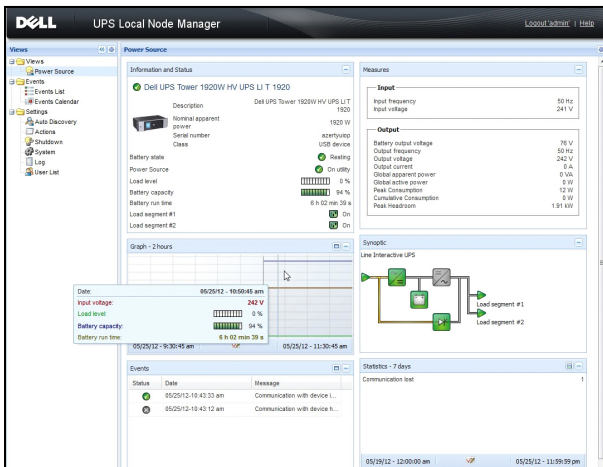 DELL UPS Local Node Manager Logout 'admin' | Help
Views
Power Source
Views
Power Source
Events
Events List
Events Calendar
Settings
Auto Discovery
Actions
Shutdown
System
Log
User List
Information and Status
Dell UPS Tower 1920W HV UPS LI T 1920
Description Dell UPS Tower 1920W HV UPS LI T 1920
Nominal apparent power 1920 W
Serial number azertyuiop
Class USB device
Battery state Resting
Power Source On utility
Load level 0 %
Battery capacity 94 %
Battery run time 6 h 02 min 39 s
Load segment #1 On
Load segment #2 On
Measures
Input
Input frequency 50 Hz
Input voltage 241 V
Output
Battery output voltage 76 V
Output frequency 50 Hz
Output voltage 242 V
Output current 0 A
Global apparent power 0 VA
Global active power 0 W
Peak Consumption 12 W
Cumulative Consumption 0 W
Peak Headroom 1.91 kW
Graph - 2 hours
Date: 05/25/12 - 10:50:45 am
Input voltage: 242 V
Load level: 0 %
Battery capacity: 94 %
Battery run time: 6 h 02 min 39 s
05/25/12 - 9:30:45 am 05/25/12 - 11:30:45 am
Synoptic
Line Interactive UPS
Load segment #1
Load segment #2
Events
Status Date Message
05/25/12-10:43:33 am Communication with device i...
05/25/12-10:43:12 am Communication with device h...
Statistics - 7 days
Communication lost 1
05/19/12 - 12:00:00 am 05/25/12 - 11:59:59 pm